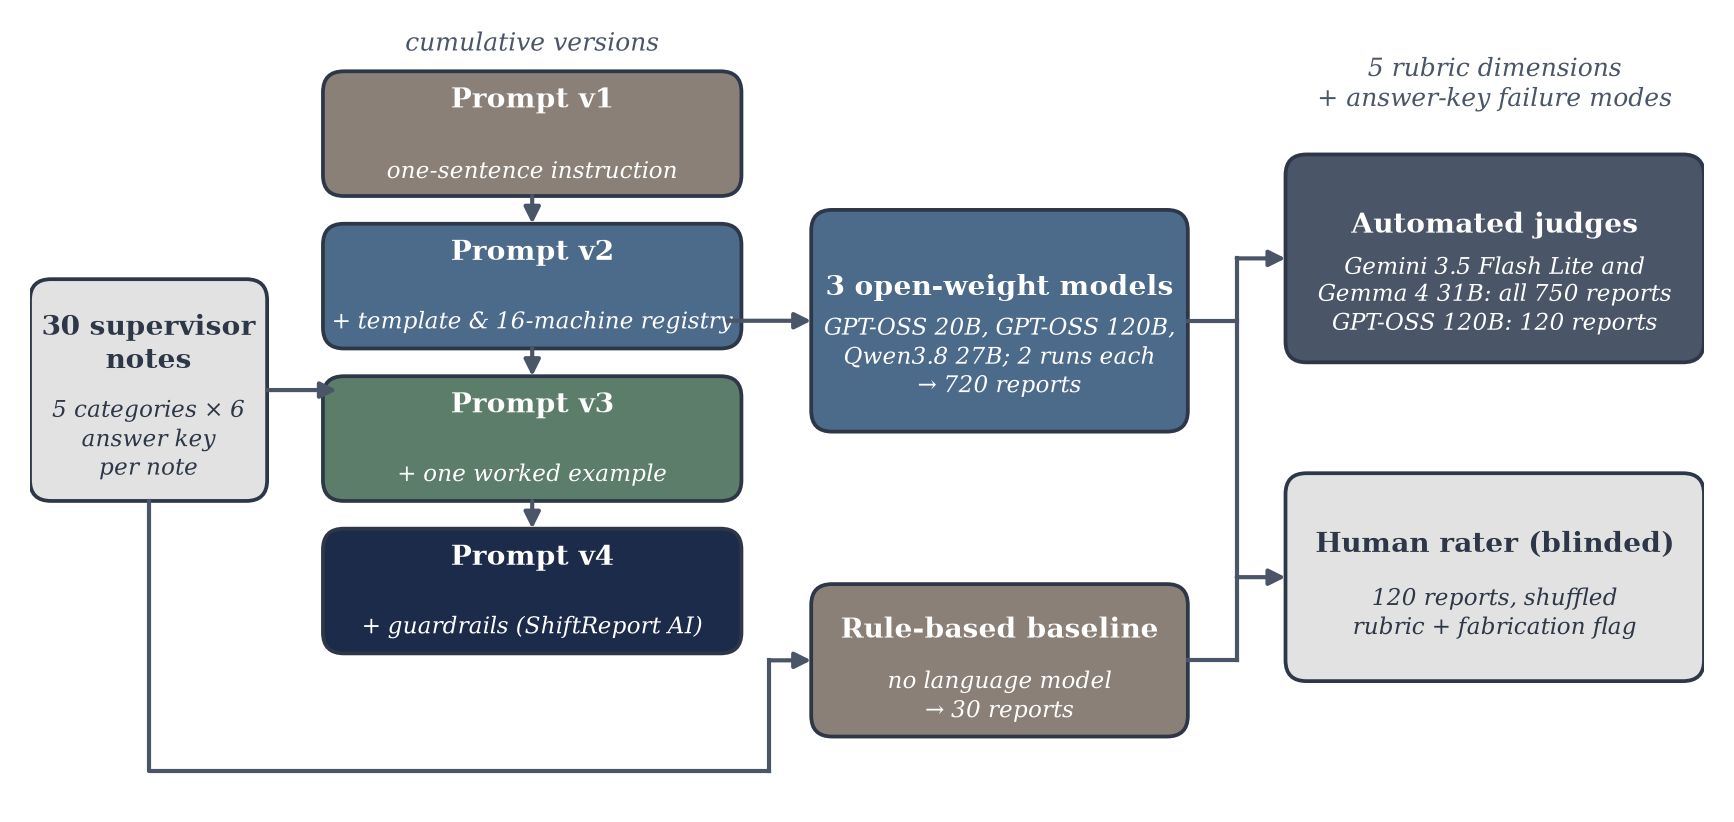 cumulative versions
Prompt v1
one-sentence instruction
Prompt v2
+ template & 16-machine registry
Prompt v3
+ one worked example
Prompt v4
+ guardrails (ShiftReport AI)
30 supervisor
notes
5 categories × 6
answer key
per note
3 open-weight models
GPT-OSS 20B, GPT-OSS 120B,
Qwen3.8 27B; 2 runs each
→ 720 reports
Rule-based baseline
no language model
→ 30 reports
5 rubric dimensions
+ answer-key failure modes
Automated judges
Gemini 3.5 Flash Lite and
Gemma 4 31B: all 750 reports
GPT-OSS 120B: 120 reports
Human rater (blinded)
120 reports, shuffled
rubric + fabrication flag